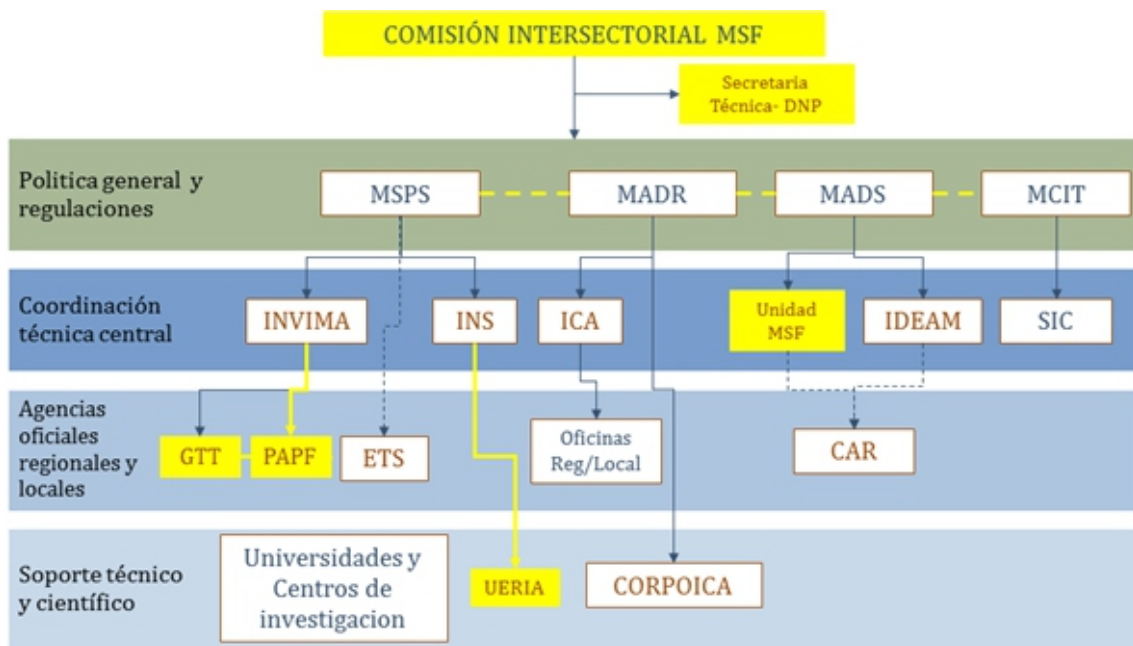 COMISIÓN INTERSECTORIAL MSF
Secretaria
Técnica- DNP
Politica general y
regulaciones
MSPS
MADR
MADS
MCIT
Coordinación
técnica central
INVIMA
INS
ICA
Unidad
MSF
IDEAM
SIC
Agencias
oficiales
regionales y
locales
GTT
PAPF
ETS
Oficinas
Reg/Local
CAR
Soporte técnico
y científico
Universidades y
Centros de
investigacion
UERIA
CORPOICA